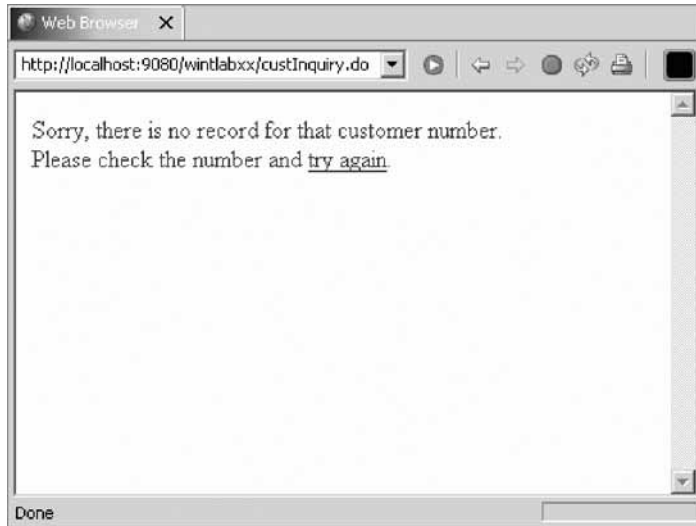 Web Browser
http://localhost:9080/wintlabxx/custInquiry.do
Sorry, there is no record for that customer number.
Please check the number and try again.
Done